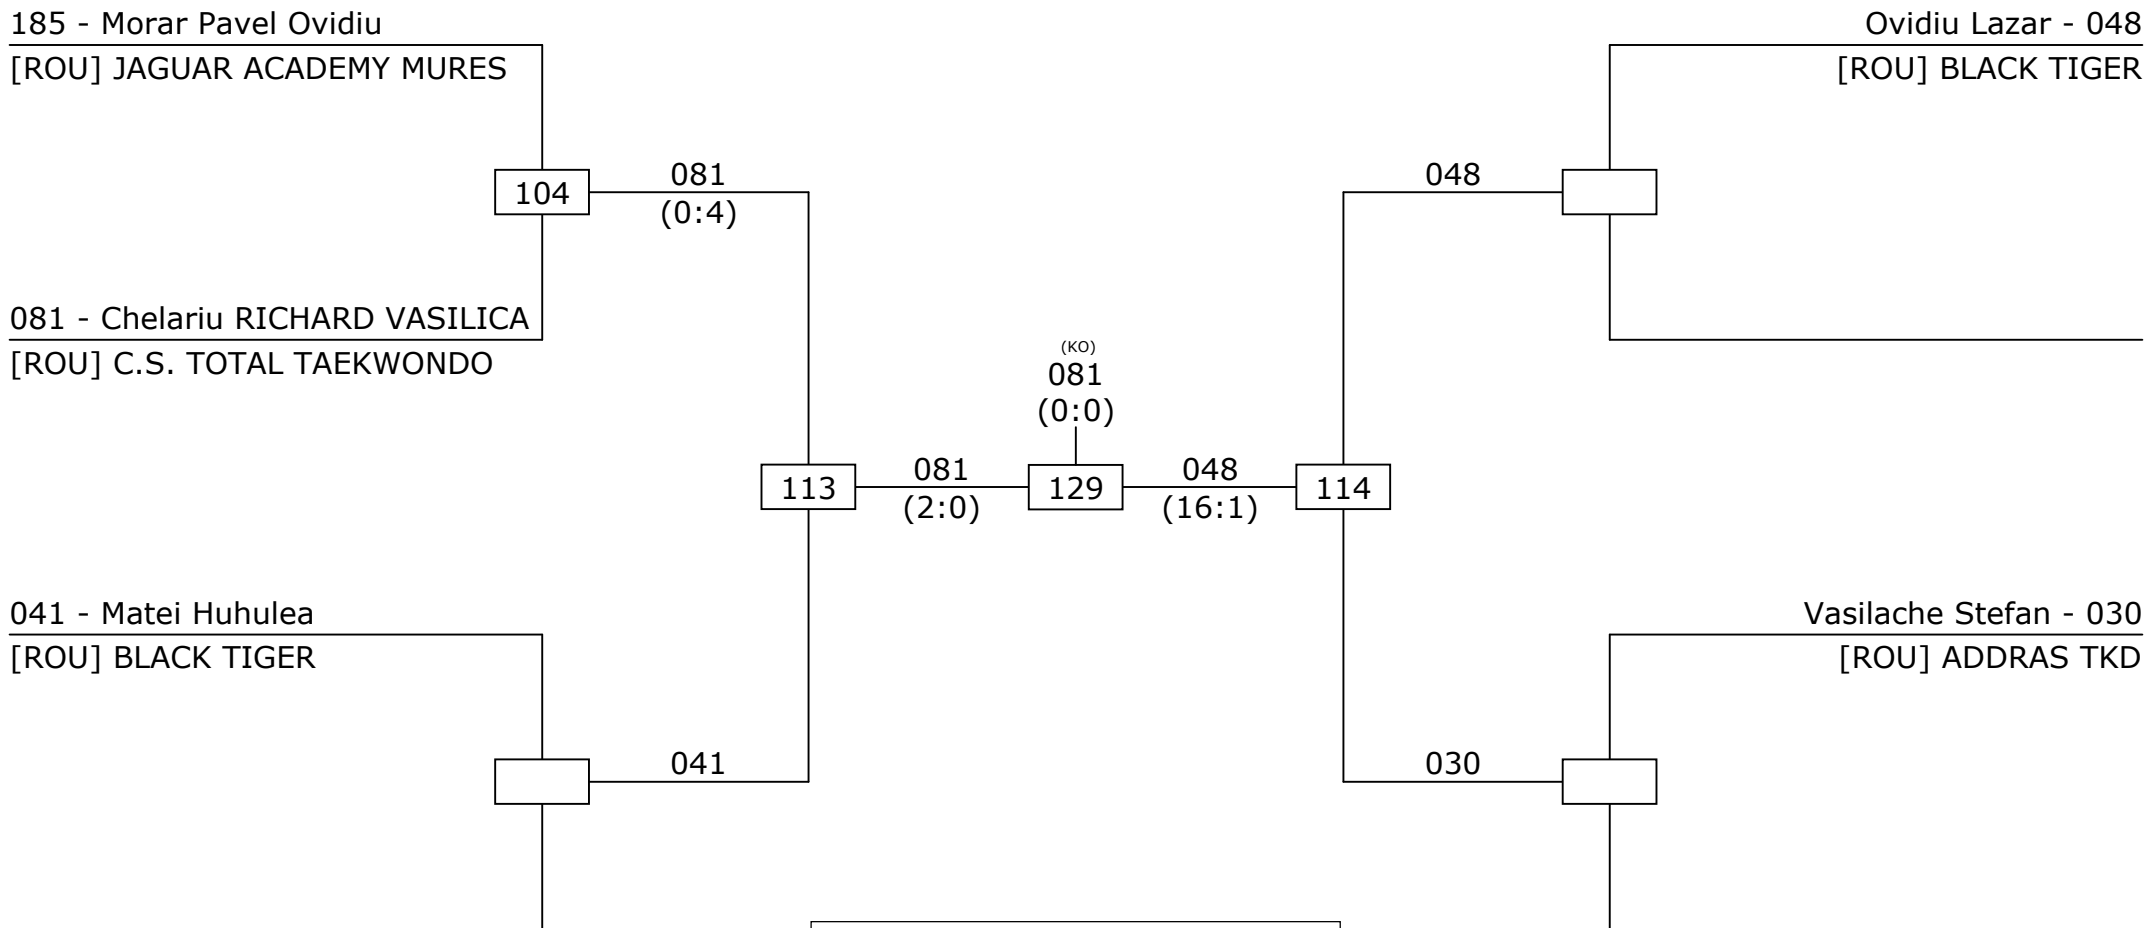 185 - Morar Pavel Ovidiu
[ROU] JAGUAR ACADEMY MURES
Ovidiu Lazar - 048
[ROU] BLACK TIGER
104
081
(0:4)
048
081 - Chelariu RICHARD VASILICA
[ROU] C.S. TOTAL TAEKWONDO
(KO)
081
(0:0)
113
081
(2:0)
129
048
(16:1)
114
041 - Matei Huhulea
[ROU] BLACK TIGER
Vasilache Stefan - 030
[ROU] ADDRAS TKD
041
030